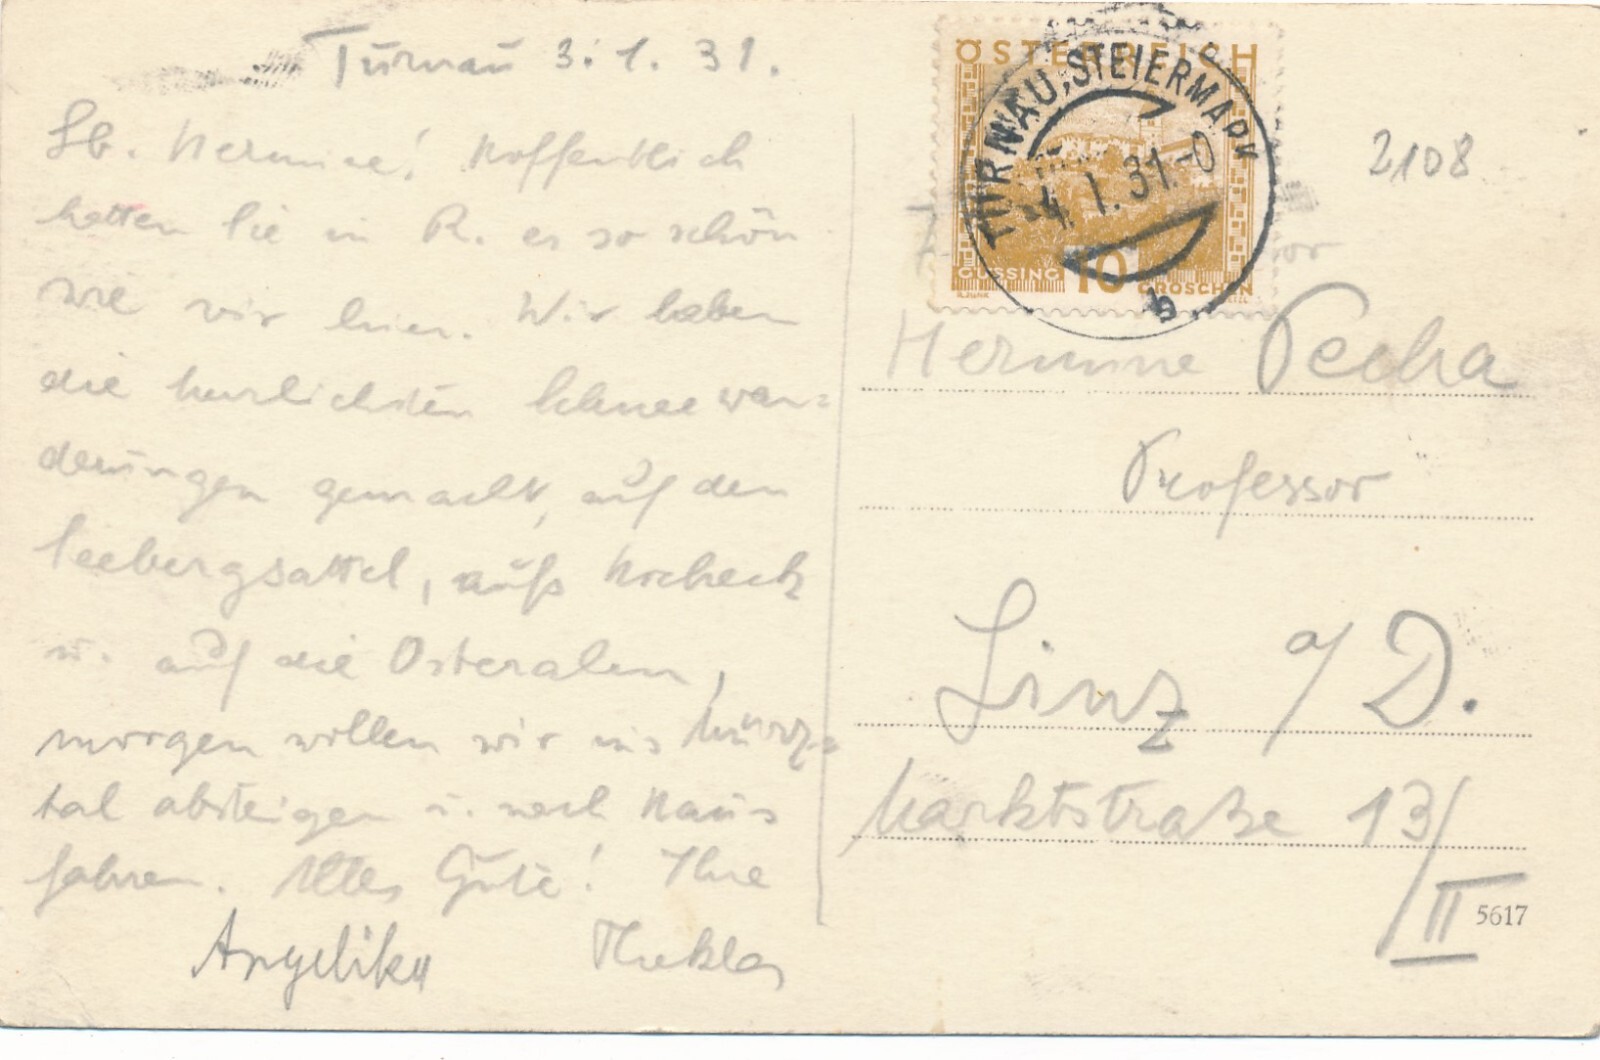 Turnau 3.1.31.
Lb. Hermine! Hoffentlich
hatten Sie in R. es so schön
wie wir hier. Wir haben
die herrlichsten Schneewan=
derungen gemacht, auf den
Seebergsattel, aufs Hocheck
u. auf die Osteralm,
morgen wollen wir ins Mürz=
tal absteigen u. nach Haus
fahren. Alles Gute! Ihre
Angelika Thekla
ÖSTERREICH
GÜSSING 10 GROSCHEN
TURNAU, STEIERMARK
-4.I.31.-0
b
2108
Hermine Pecha
Professor
Linz a/D.
Marktstraße 13/
II
5617